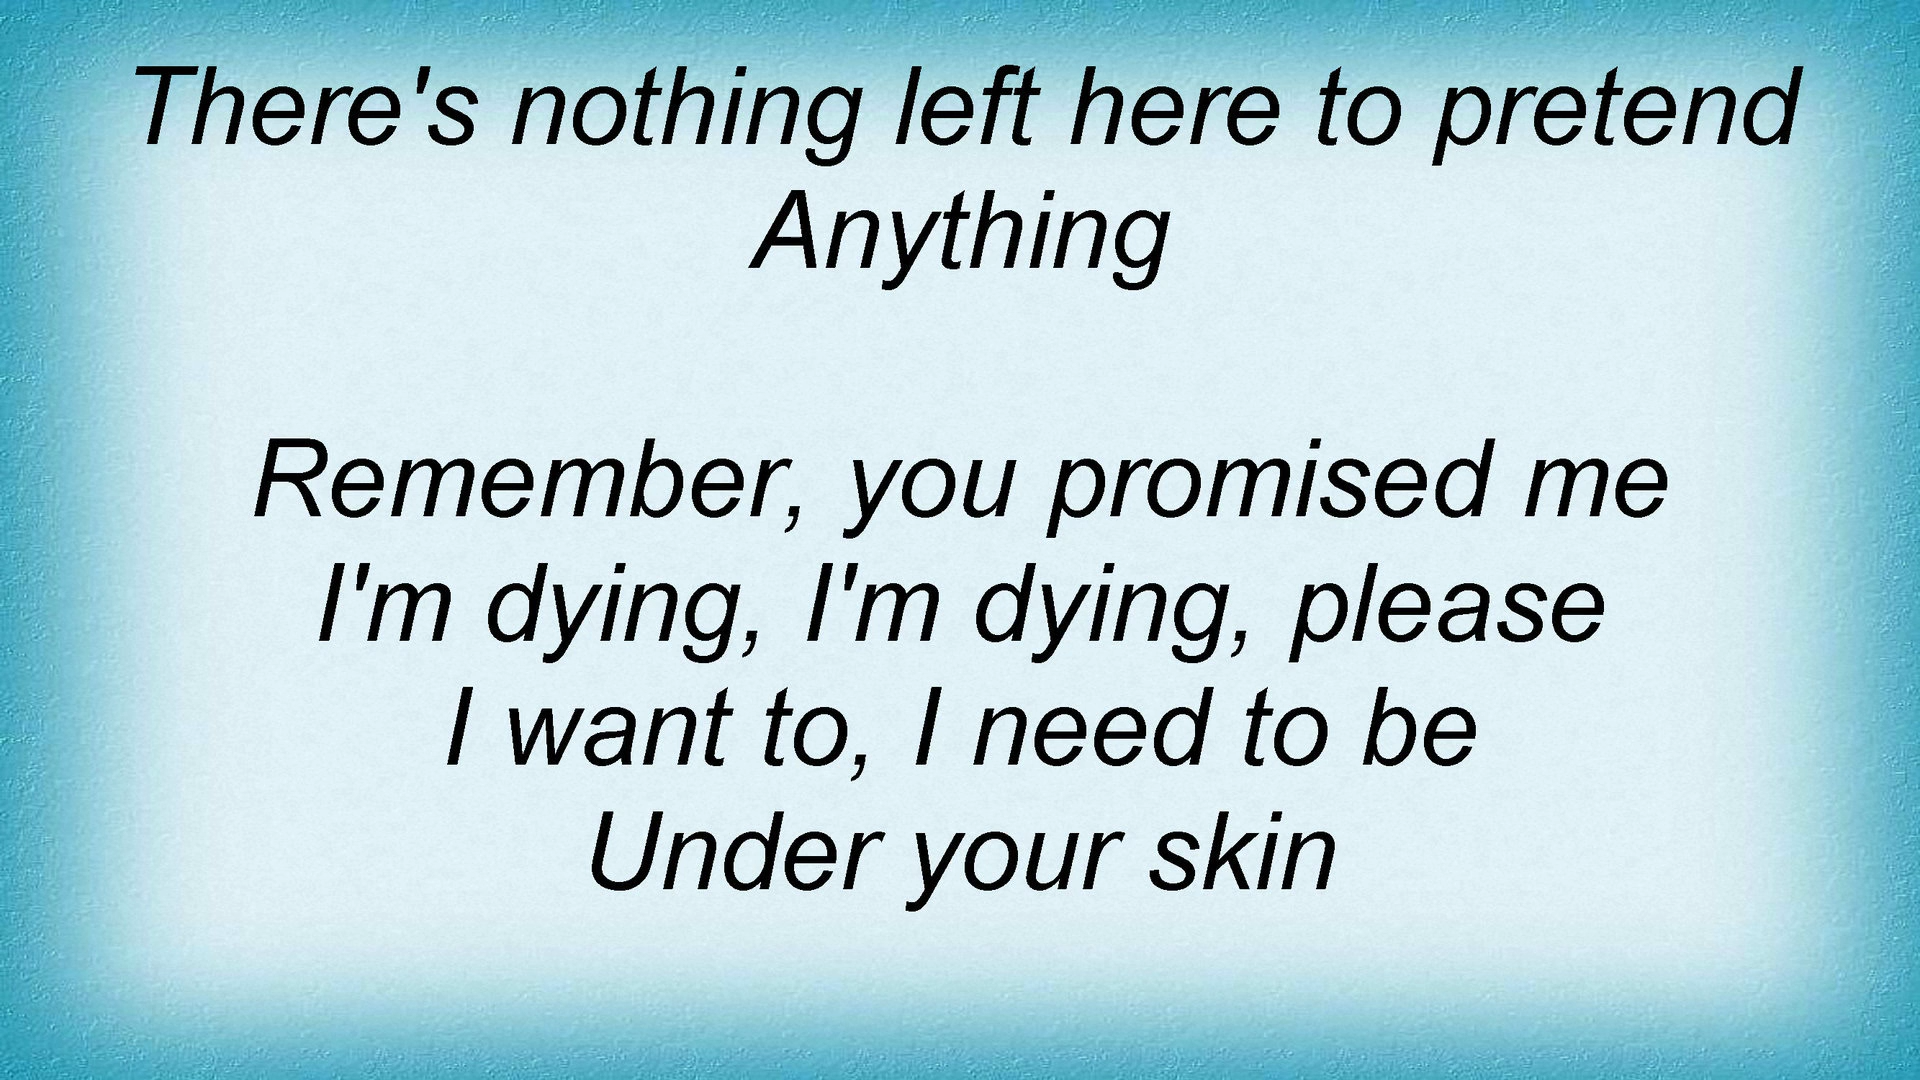 There's nothing left here to pretend
Anything
Remember, you promised me
I'm dying, I'm dying, please
I want to, I need to be
Under your skin